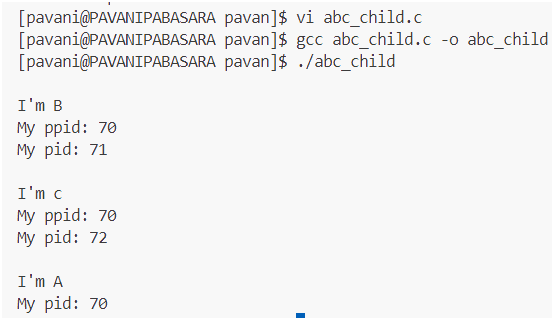 [pavani@PAVANIPABASARA pavan]$ vi abc_child.c
[pavani@PAVANIPABASARA pavan]$ gcc abc_child.c -o abc_child
[pavani@PAVANIPABASARA pavan]$ ./abc_child
I'm B
My ppid: 70
My pid: 71
I'm c
My ppid: 70
My pid: 72
I'm A
My pid: 70